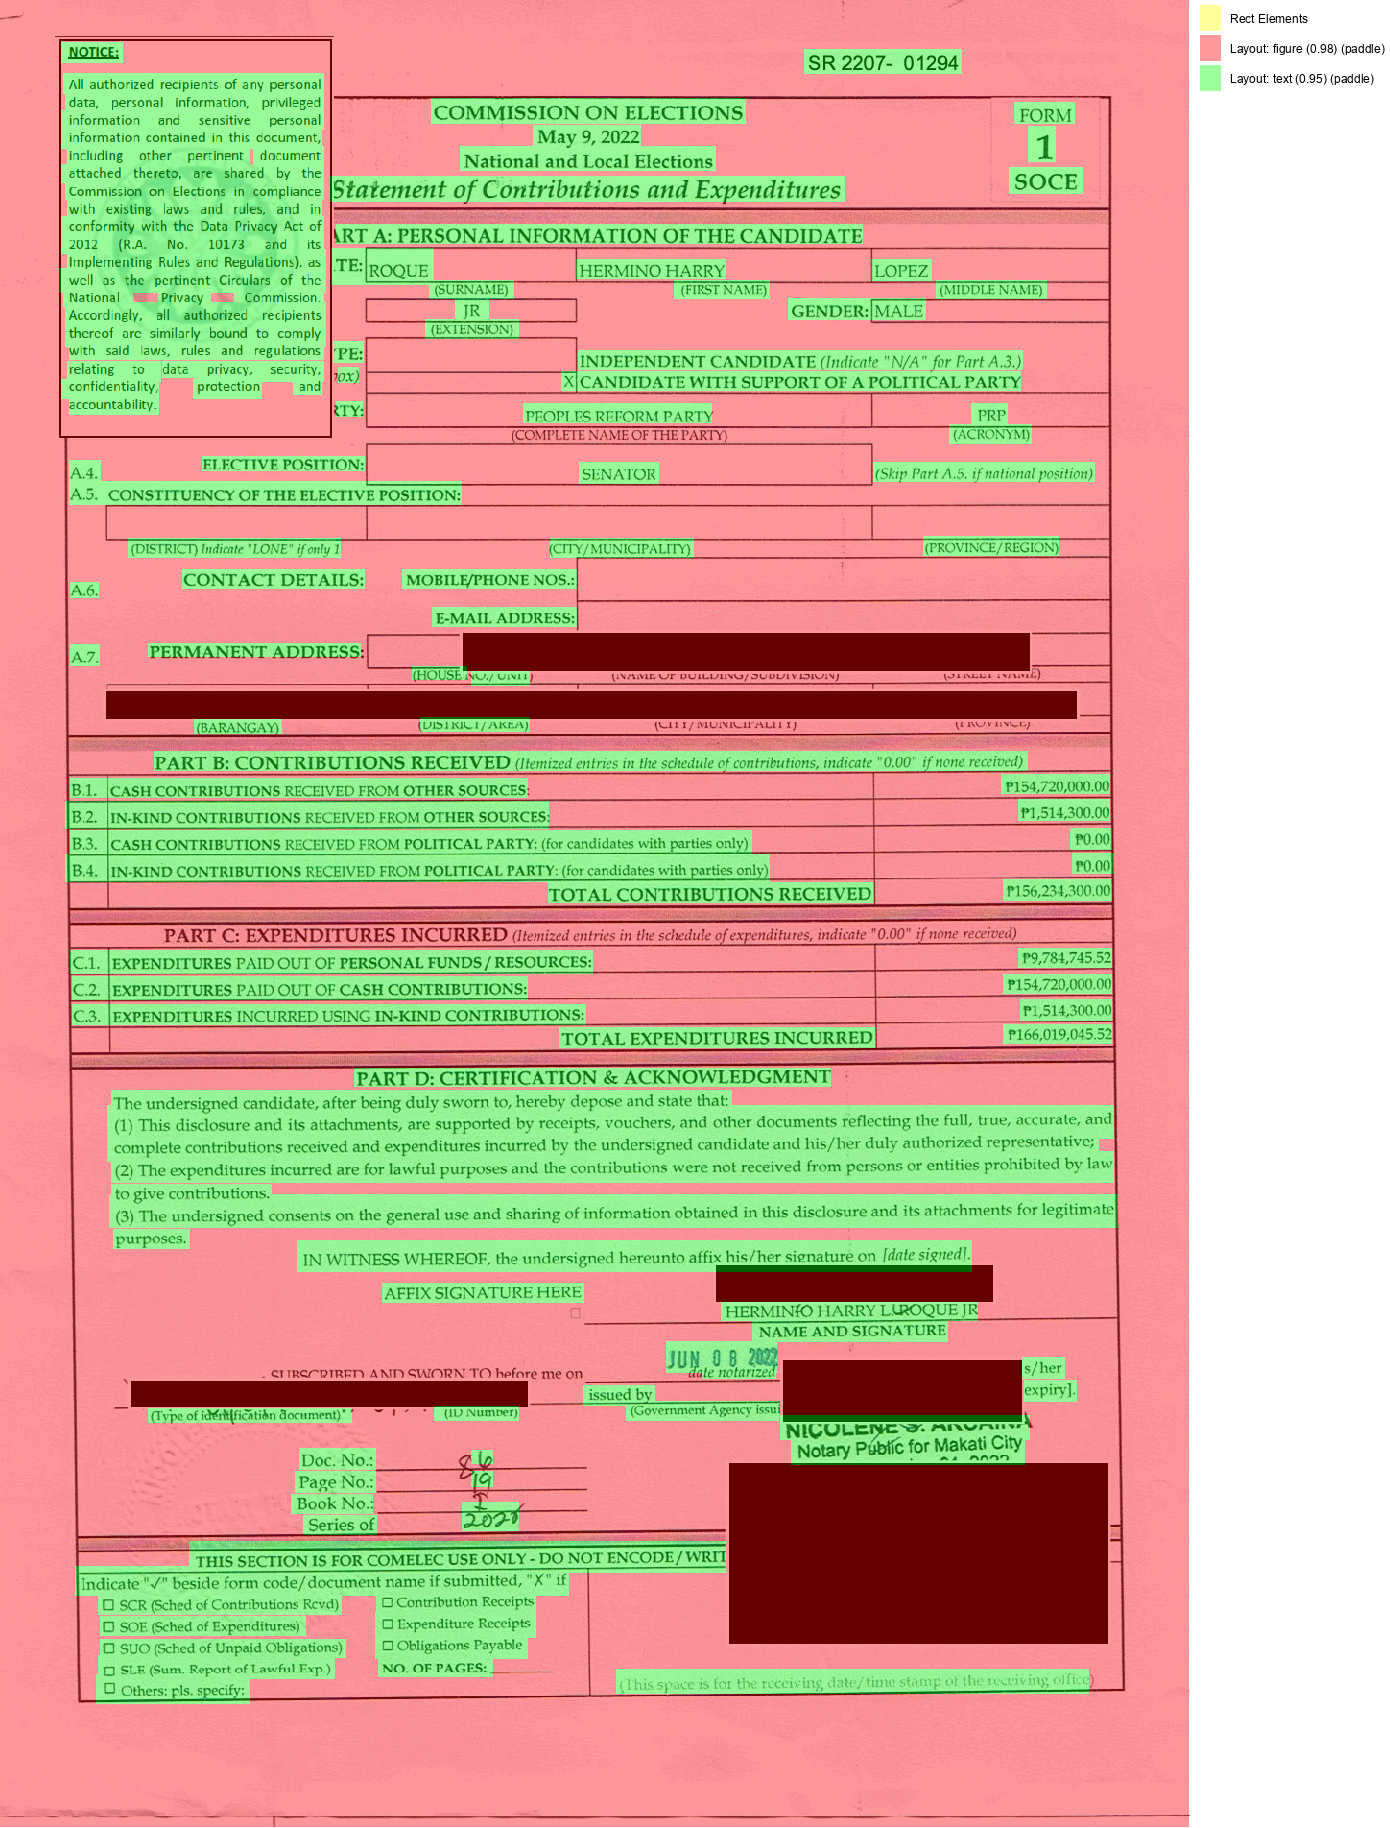 NOTICE:
All authorized recipients of any personal
data, personal information, privileged
information and sensitive personal
information contained in this document,
including other pertinent document
attached thereto, are shared by the
Commission on Elections in compliance
with existing laws and rules, and in
conformity with the Data Privacy Act of
2012 (R.A. No. 10173 and its
Implementing Rules and Regulations), as
well as the pertinent Circulars of the
National Privacy Commission.
Accordingly, all authorized recipients
thereof are similarly bound to comply
with said laws, rules and regulations
relating to data privacy, security,
confidentiality, protection and
accountability.
SR 2207- 01294
Rect Elements
Layout: figure (0.98) (paddle)
Layout: text (0.95) (paddle)
COMMISSION ON ELECTIONS
May 9, 2022
National and Local Elections
Statement of Contributions and Expenditures
FORM
1
SOCE
ART A: PERSONAL INFORMATION OF THE CANDIDATE
TE: ROQUE HERMINO HARRY LOPEZ
(SURNAME) (FIRST NAME) (MIDDLE NAME)
JR GENDER: MALE
(EXTENSION)
PE: INDEPENDENT CANDIDATE (Indicate "N/A" for Part A.3.)
ox) X CANDIDATE WITH SUPPORT OF A POLITICAL PARTY
RTY: PEOPLES REFORM PARTY PRP
(COMPLETE NAME OF THE PARTY) (ACRONYM)
A.4. ELECTIVE POSITION: SENATOR (Skip Part A.5. if national position)
A.5. CONSTITUENCY OF THE ELECTIVE POSITION:
(DISTRICT) Indicate "LONE" if only 1 (CITY/MUNICIPALITY) (PROVINCE/REGION)
A.6. CONTACT DETAILS: MOBILE/PHONE NOS.:
E-MAIL ADDRESS:
A.7. PERMANENT ADDRESS:
(HOUSE NO./UNIT) (NAME OF BUILDING/SUBDIVISION) (STREET NAME)
(BARANGAY) (DISTRICT/AREA) (CITY/MUNICIPALITY) (PROVINCE)
PART B: CONTRIBUTIONS RECEIVED (Itemized entries in the schedule of contributions, indicate "0.00" if none received)
B.1. CASH CONTRIBUTIONS RECEIVED FROM OTHER SOURCES: ₱154,720,000.00
B.2. IN-KIND CONTRIBUTIONS RECEIVED FROM OTHER SOURCES: ₱1,514,300.00
B.3. CASH CONTRIBUTIONS RECEIVED FROM POLITICAL PARTY: (for candidates with parties only) ₱0.00
B.4. IN-KIND CONTRIBUTIONS RECEIVED FROM POLITICAL PARTY: (for candidates with parties only) ₱0.00
TOTAL CONTRIBUTIONS RECEIVED ₱156,234,300.00
PART C: EXPENDITURES INCURRED (Itemized entries in the schedule of expenditures, indicate "0.00" if none received)
C.1. EXPENDITURES PAID OUT OF PERSONAL FUNDS/RESOURCES: ₱9,784,745.52
C.2. EXPENDITURES PAID OUT OF CASH CONTRIBUTIONS: ₱154,720,000.00
C.3. EXPENDITURES INCURRED USING IN-KIND CONTRIBUTIONS: ₱1,514,300.00
TOTAL EXPENDITURES INCURRED ₱166,019,045.52
PART D: CERTIFICATION & ACKNOWLEDGMENT
The undersigned candidate, after being duly sworn to, hereby depose and state that:
(1) This disclosure and its attachments, are supported by receipts, vouchers, and other documents reflecting the full, true, accurate, and
complete contributions received and expenditures incurred by the undersigned candidate and his/her duly authorized representative;
(2) The expenditures incurred are for lawful purposes and the contributions were not received from persons or entities prohibited by law
to give contributions.
(3) The undersigned consents on the general use and sharing of information obtained in this disclosure and its attachments for legitimate
purposes.
IN WITNESS WHEREOF, the undersigned hereunto affix his/her signature on [date signed].
AFFIX SIGNATURE HERE
HERMINIO HARRY L. ROQUE JR
NAME AND SIGNATURE
JUN 08 2022
SUBSCRIBED AND SWORN TO before me on date notarized s/her
issued by expiry].
(Type of identification document) (ID Number) (Government Agency issui
NICOLENE S. ARCAINA
Notary Public for Makati City
Doc. No.: 86
Page No.: 19
Book No.: I
Series of 2022
THIS SECTION IS FOR COMELEC USE ONLY - DO NOT ENCODE/WRIT
Indicate "✓" beside form code/document name if submitted, "X" if
☐ SCR (Sched of Contributions Rcvd) ☐ Contribution Receipts
☐ SOE (Sched of Expenditures) ☐ Expenditure Receipts
☐ SUO (Sched of Unpaid Obligations) ☐ Obligations Payable
☐ SLE (Sum. Report of Lawful Exp.) NO. OF PAGES:
☐ Others: pls. specify:
(This space is for the receiving date/time stamp of the receiving office)